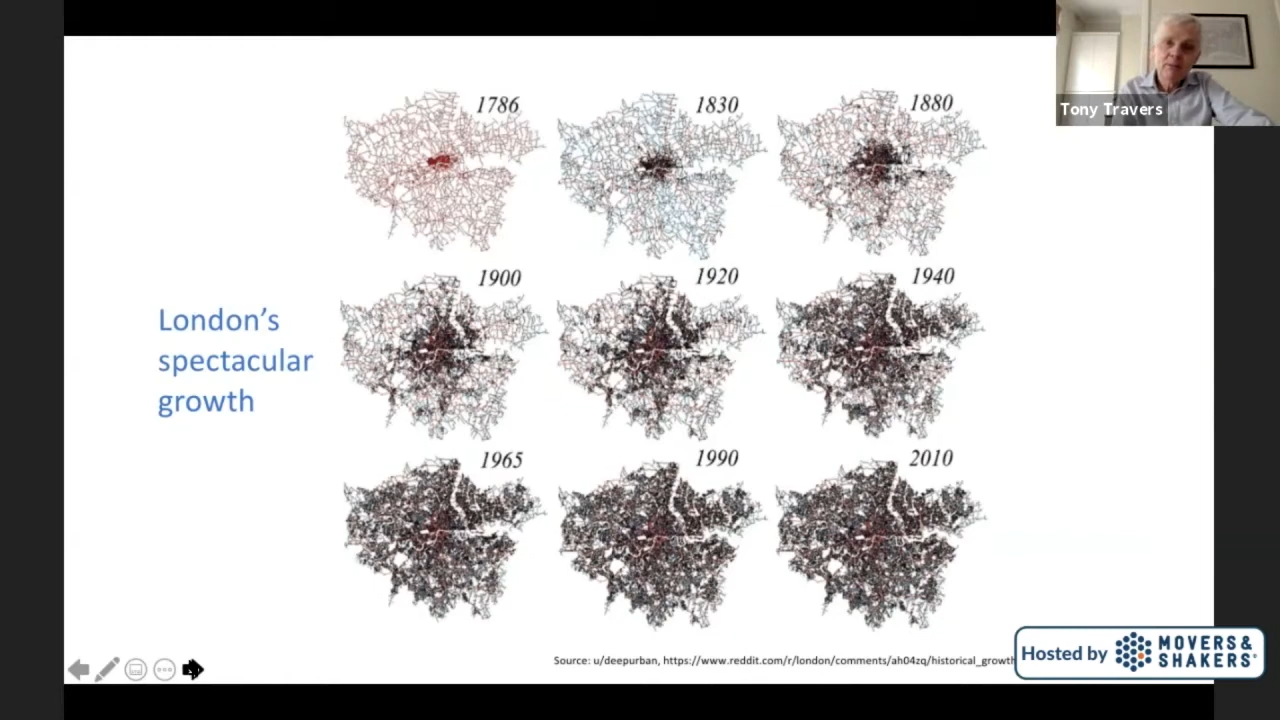 Tony Travers
1786
1830
1880
1900
1920
1940
London's
spectacular
growth
1965
1990
2010
Source: u/deepurban, https://www.reddit.com/r/london/comments/ah04zq/historical_growth
Hosted by
MOVERS&
SHAKERS